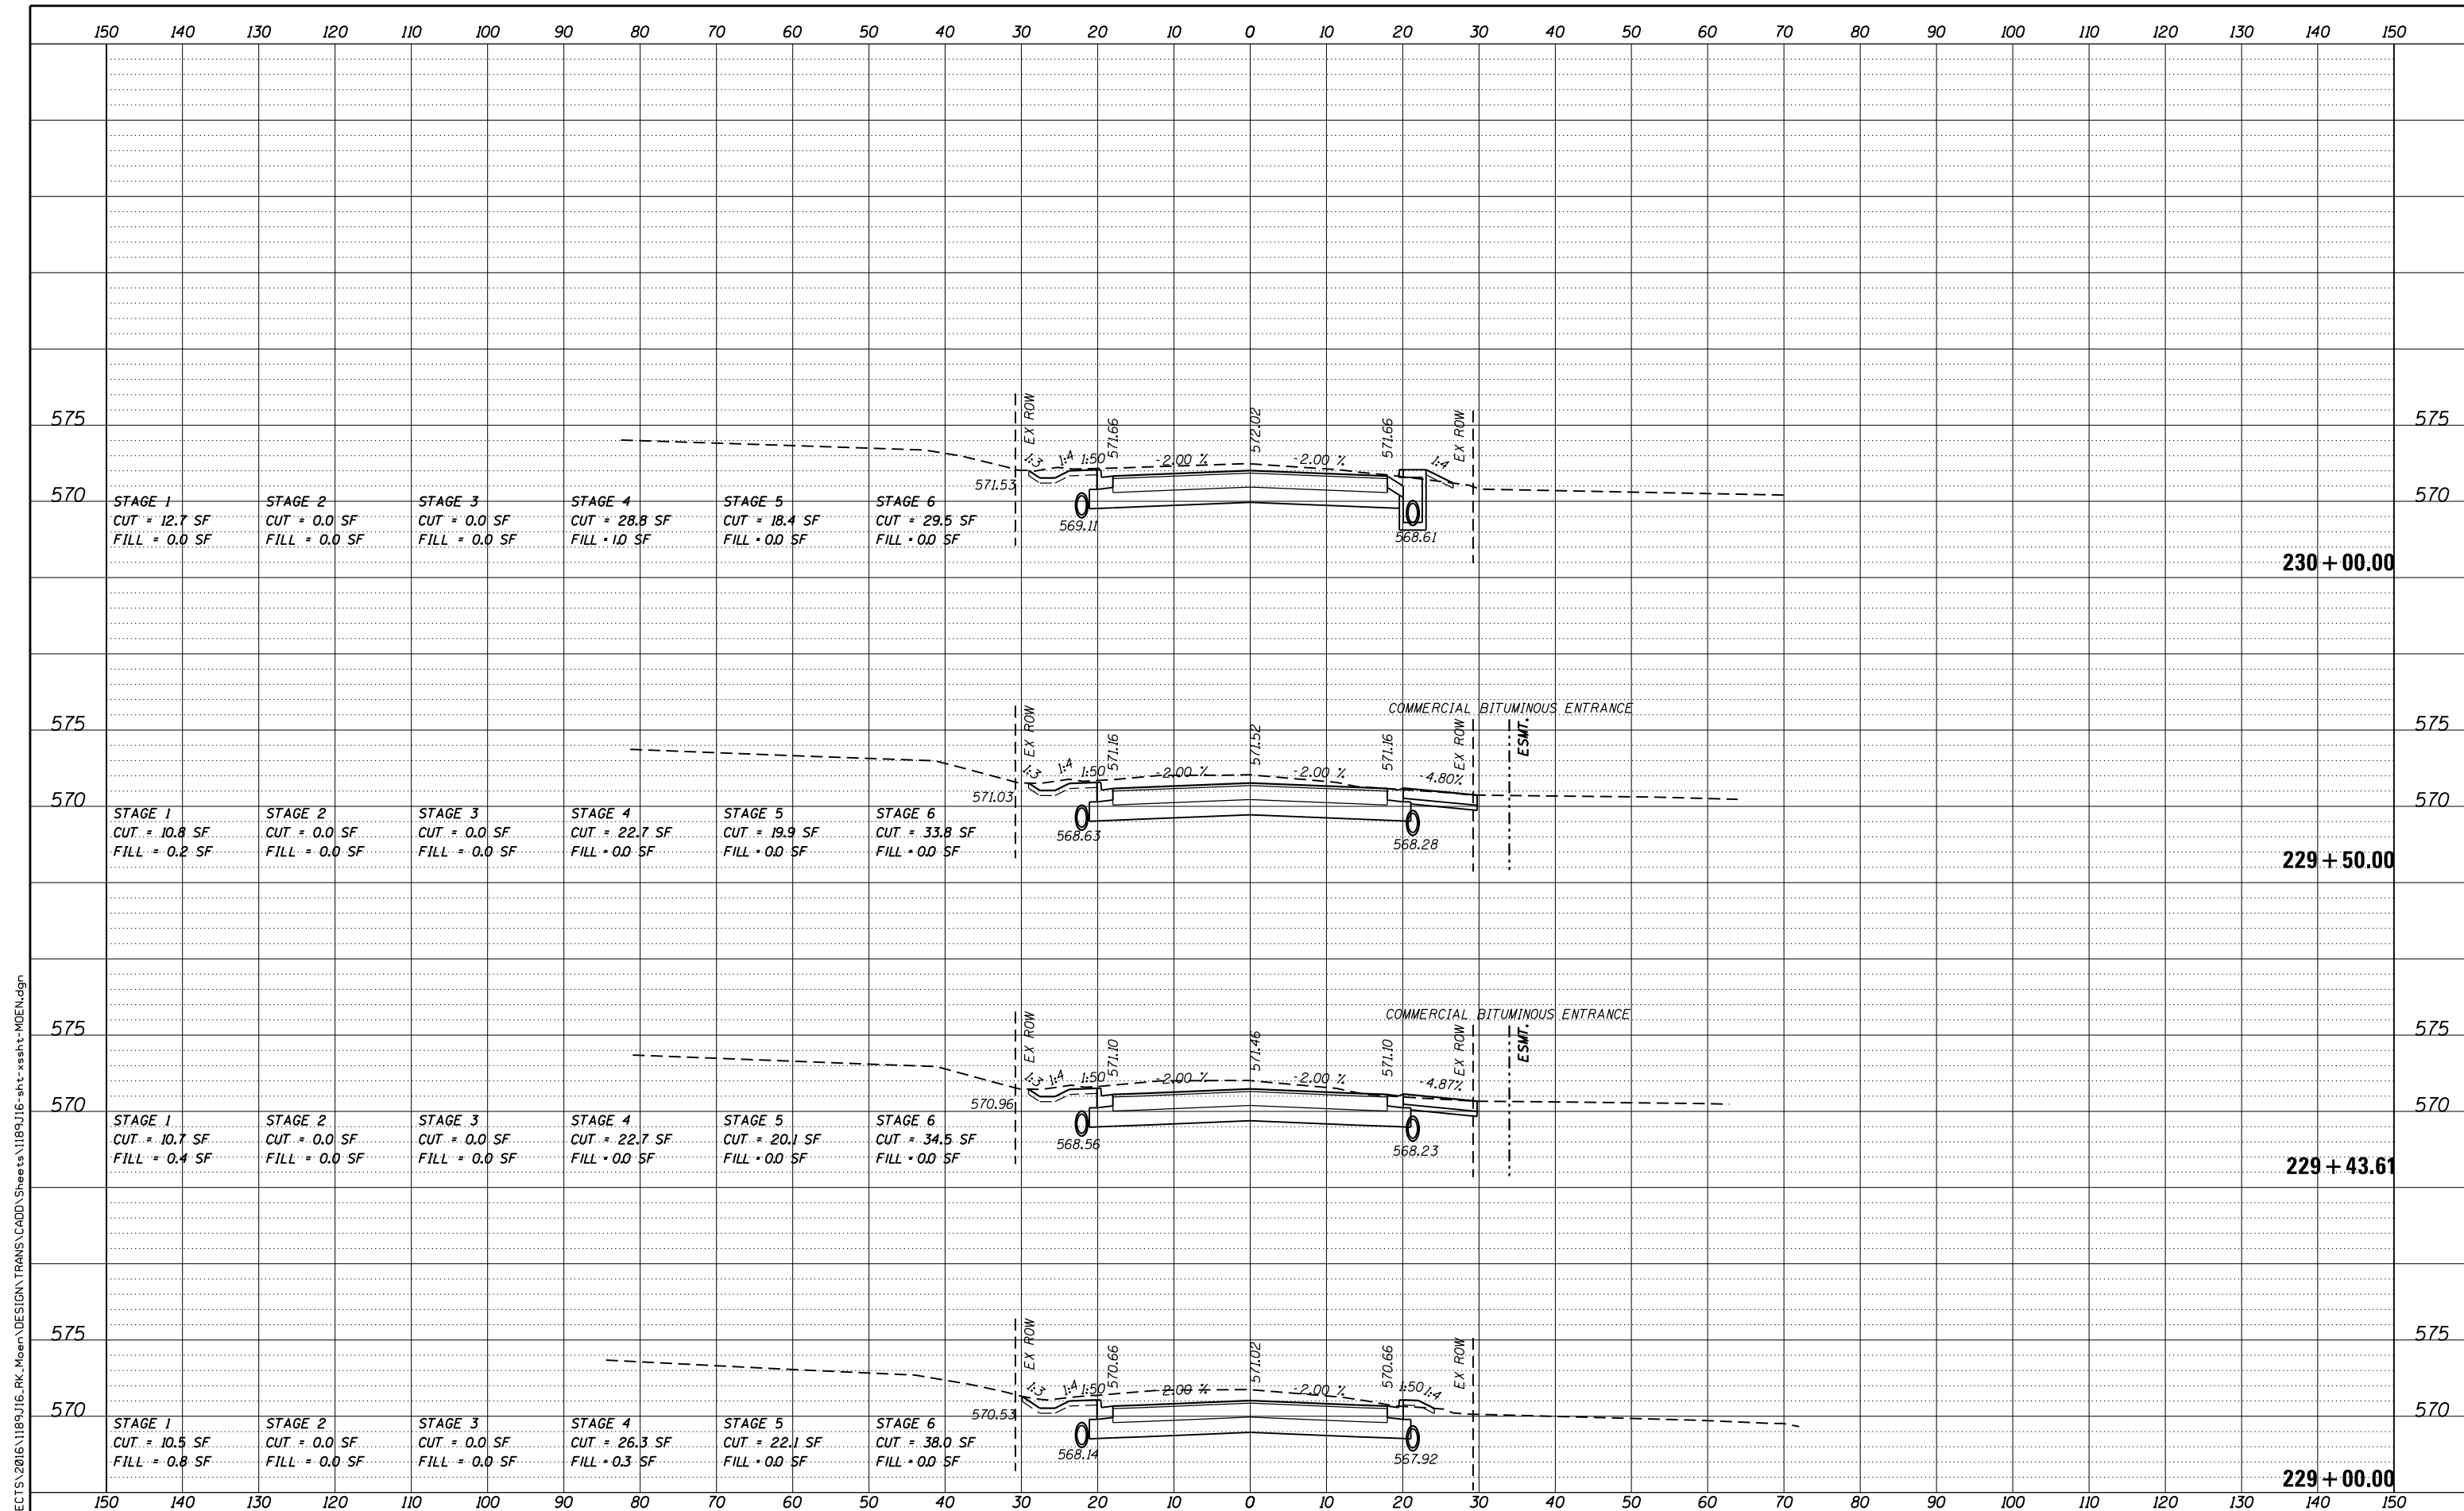 150 140 130 120 110 100 90 80 70 60 50 40 30 20 10 0 10 20 30 40 50 60 70 80 90 100 110 120 130 140 150
575 EX ROW 571.66 572.02 571.66 EX ROW 575
1:3 1:4 1:50 -2.00 % -2.00 % 1:4
571.53
570 570
569.11 568.61
STAGE 1 STAGE 2 STAGE 3 STAGE 4 STAGE 5 STAGE 6
CUT = 12.7 SF CUT = 0.0 SF CUT = 0.0 SF CUT = 28.8 SF CUT = 18.4 SF CUT = 29.5 SF
FILL = 0.0 SF FILL = 0.0 SF FILL = 0.0 SF FILL = 1.0 SF FILL = 0.0 SF FILL = 0.0 SF
230+00.00
COMMERCIAL BITUMINOUS ENTRANCE
575 EX ROW 571.16 571.52 571.16 EX ROW ESMT. 575
1:3 1:4 1:50 -2.00 % -2.00 % -4.80%
571.03
570 570
568.63 568.28
STAGE 1 STAGE 2 STAGE 3 STAGE 4 STAGE 5 STAGE 6
CUT = 10.8 SF CUT = 0.0 SF CUT = 0.0 SF CUT = 22.7 SF CUT = 19.9 SF CUT = 33.8 SF
FILL = 0.2 SF FILL = 0.0 SF FILL = 0.0 SF FILL = 0.0 SF FILL = 0.0 SF FILL = 0.0 SF
229+50.00
COMMERCIAL BITUMINOUS ENTRANCE
575 EX ROW 571.10 571.46 571.10 EX ROW ESMT. 575
1:3 1:4 1:50 -2.00 % -2.00 % -4.87%
570.96
570 570
568.56 568.23
STAGE 1 STAGE 2 STAGE 3 STAGE 4 STAGE 5 STAGE 6
CUT = 10.7 SF CUT = 0.0 SF CUT = 0.0 SF CUT = 22.7 SF CUT = 20.1 SF CUT = 34.5 SF
FILL = 0.4 SF FILL = 0.0 SF FILL = 0.0 SF FILL = 0.0 SF FILL = 0.0 SF FILL = 0.0 SF
229+43.61
575 EX ROW 570.66 571.02 570.66 EX ROW 575
1:3 1:4 1:50 -2.00 % -2.00 % 1:50 1:4
570.53
570 570
568.14 567.92
STAGE 1 STAGE 2 STAGE 3 STAGE 4 STAGE 5 STAGE 6
CUT = 10.5 SF CUT = 0.0 SF CUT = 0.0 SF CUT = 26.3 SF CUT = 22.1 SF CUT = 38.0 SF
FILL = 0.8 SF FILL = 0.0 SF FILL = 0.0 SF FILL = 0.3 SF FILL = 0.0 SF FILL = 0.0 SF
229+00.00
150 140 130 120 110 100 90 80 70 60 50 40 30 20 10 0 10 20 30 40 50 60 70 80 90 100 110 120 130 140 150
ECTS\2016\1189J16_RK_Moen\DESIGN\TRANS\CADD\Sheets\1189J16-sht-xssht-MOEN.dgn